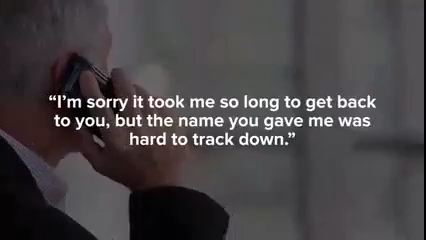 “I’m sorry it took me so long to get back
to you, but the name you gave me was
hard to track down.”